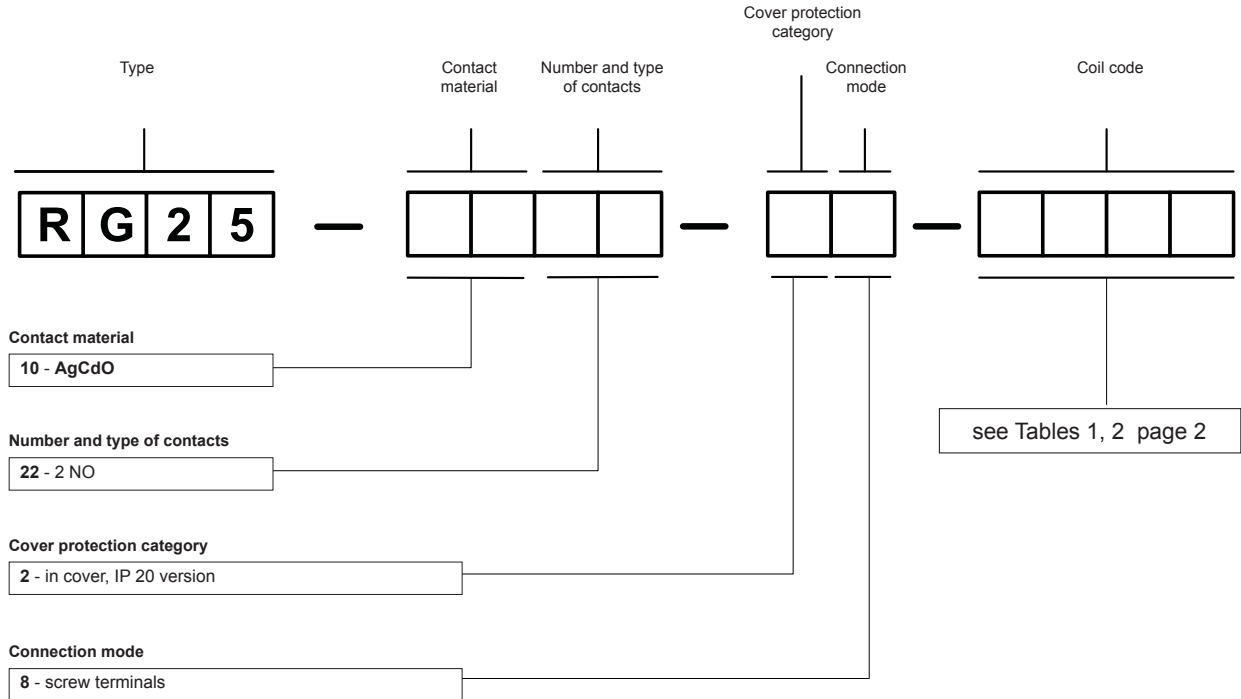 Cover protection
category
Type
Contact
material
Number and type
of contacts
Connection
mode
Coil code
RG25 — — —
Contact material
10 - AgCdO
see Tables 1, 2 page 2
Number and type of contacts
22 - 2 NO
Cover protection category
2 - in cover, IP 20 version
Connection mode
8 - screw terminals